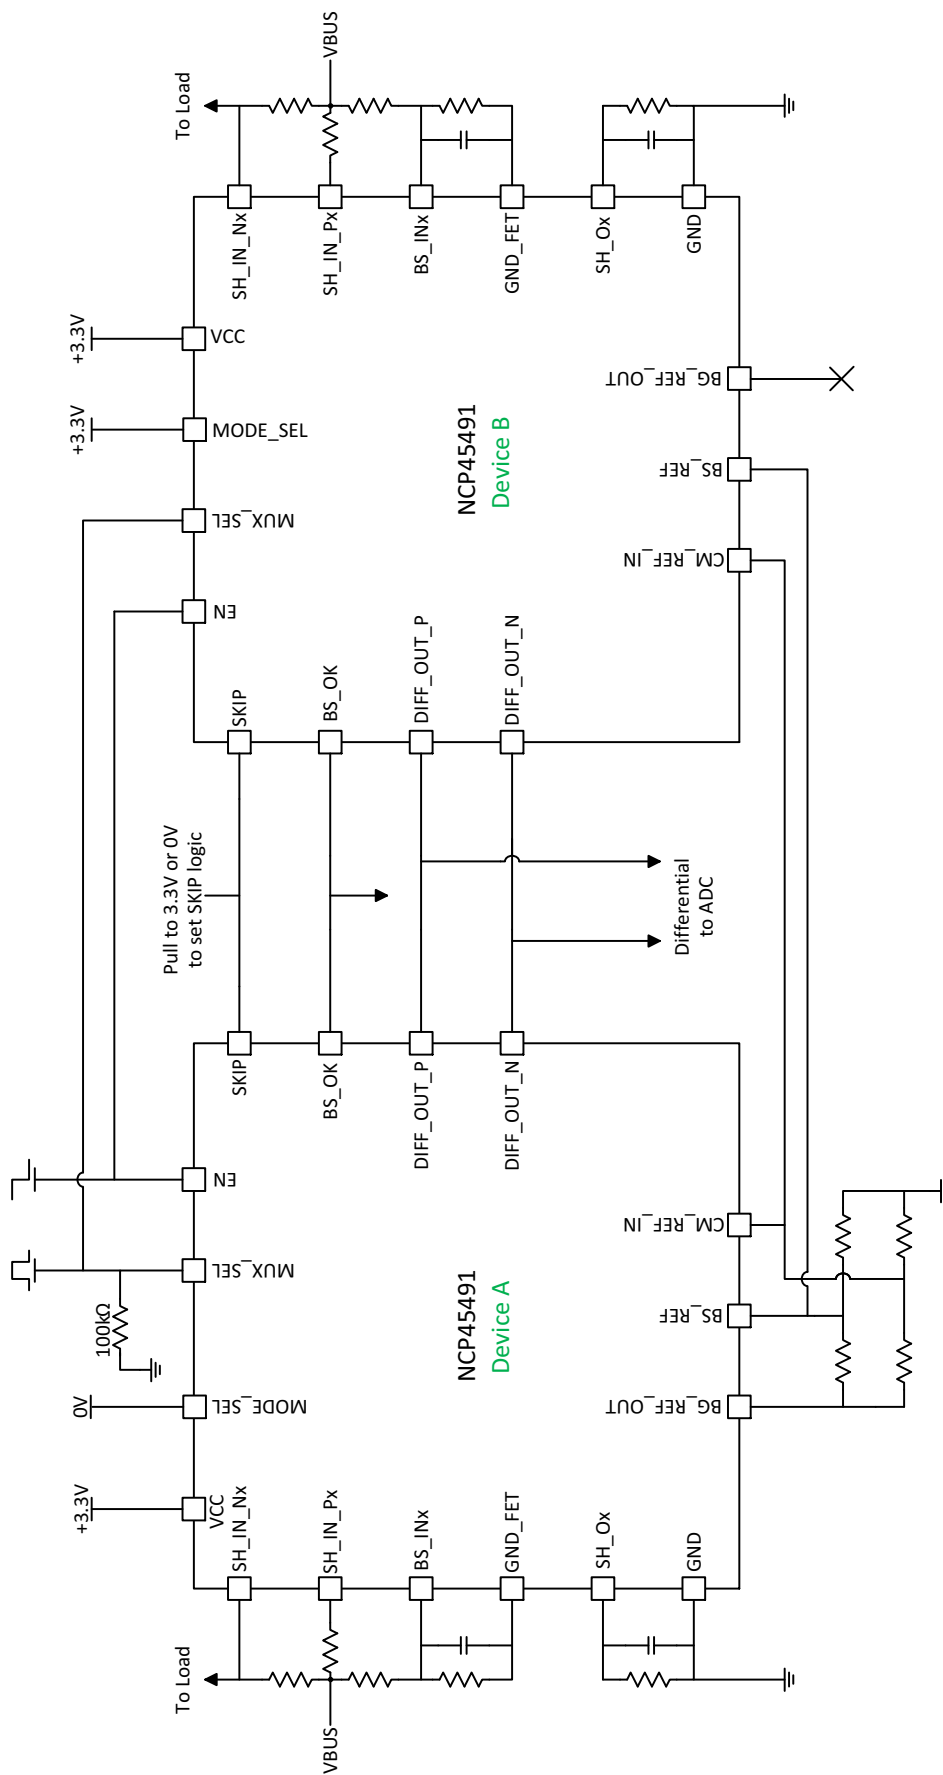 To Load
VBUS
SH_IN_Nx
SH_IN_Px
BS_INx
GND_FET
SH_Ox
GND
+3.3V
VCC
+3.3V
MODE_SEL
MUX_SEL
EN
NCP45491
Device B
BG_REF_OUT
BS_REF
CM_REF_IN
SKIP
BS_OK
DIFF_OUT_P
DIFF_OUT_N
Pull to 3.3V or 0V
to set SKIP logic
Differential
to ADC
SKIP
BS_OK
DIFF_OUT_P
DIFF_OUT_N
EN
MUX_SEL
100kΩ
0V
MODE_SEL
+3.3V
VCC
NCP45491
Device A
CM_REF_IN
BS_REF
BG_REF_OUT
SH_IN_Nx
SH_IN_Px
BS_INx
GND_FET
SH_Ox
GND
To Load
VBUS